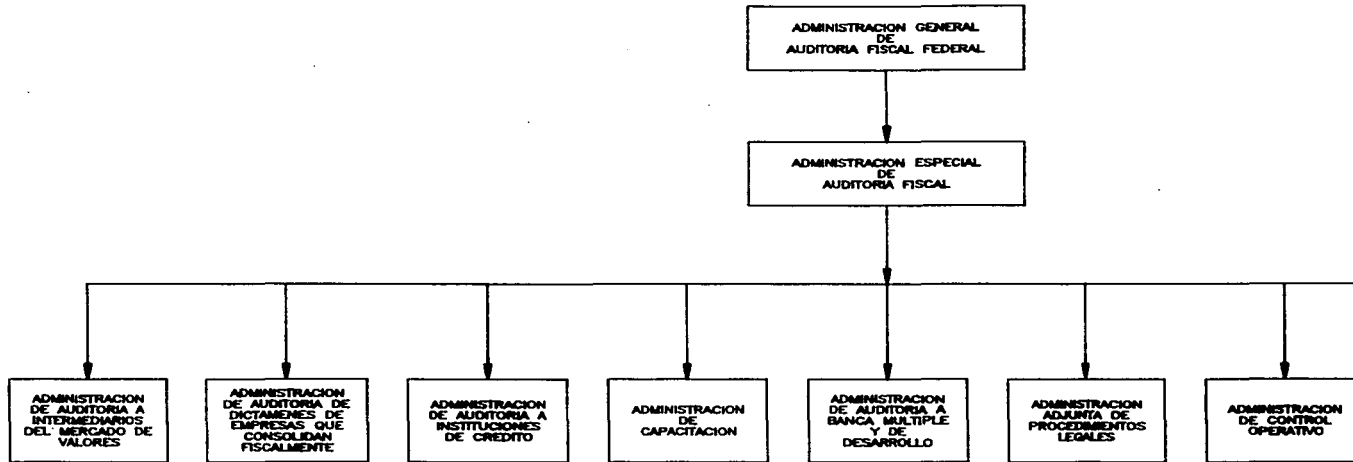 ADMINISTRACION GENERAL
DE
AUDITORIA FISCAL FEDERAL
ADMINISTRACION ESPECIAL
DE
AUDITORIA FISCAL
ADMINISTRACION
DE AUDITORIA A
INTERMEDIARIOS
DEL MERCADO DE
VALORES
ADMINISTRACION
DE AUDITORIA DE
DICTAMENES DE
EMPRESAS QUE
CONSOLIDAN
FISCALMENTE
ADMINISTRACION
DE AUDITORIA A
INSTITUCIONES
DE CREDITO
ADMINISTRACION
DE
CAPACITACION
ADMINISTRACION
DE AUDITORIA A
BANCA MULTIPLE
Y DE
DESARROLLO
ADMINISTRACION
ADJUNTA DE
PROCEDIMIENTOS
LEGALES
ADMINISTRACION
DE CONTROL
OPERATIVO